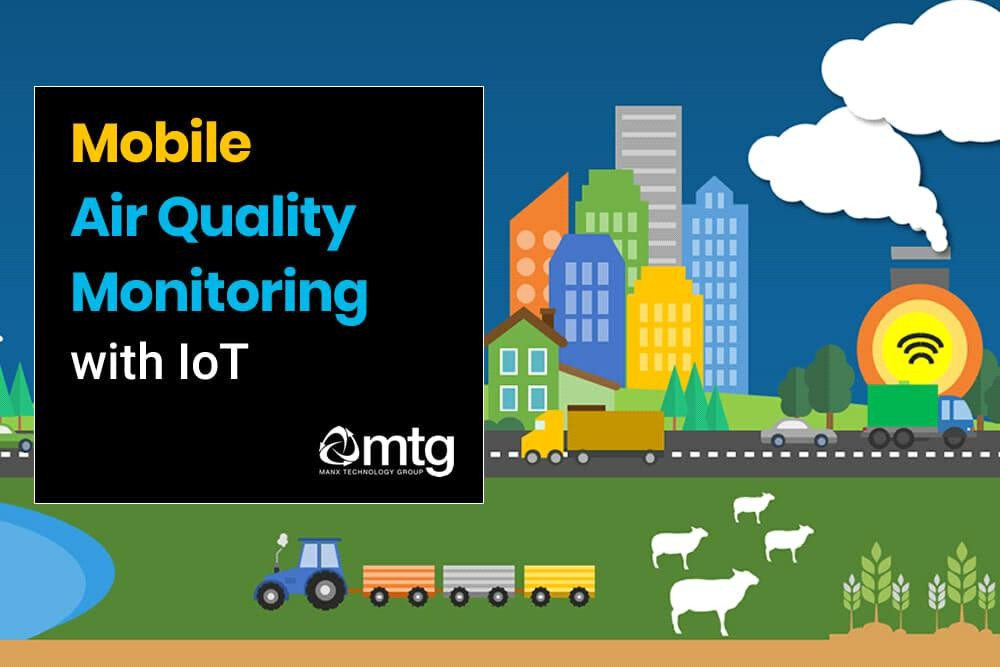 Mobile
Air Quality
Monitoring
with IoT
mtg
MANX TECHNOLOGY GROUP